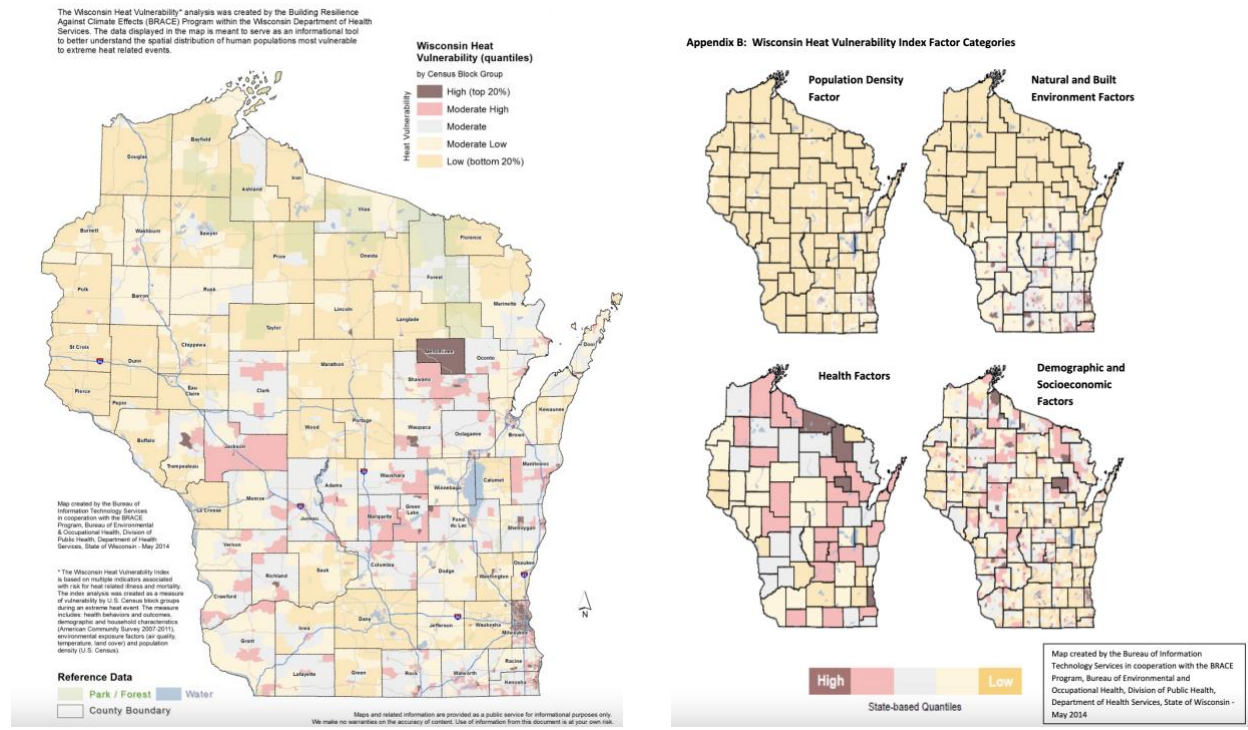 The Wisconsin Heat Vulnerability* analysis was created by the Building Resilience
Against Climate Effects (BRACE) Program within the Wisconsin Department of Health
Services. The data displayed in the map is meant to serve as an informational tool
to better understand the spatial distribution of human populations most vulnerable
to extreme heat related events.
Wisconsin Heat
Vulnerability (quantiles)
by Census Block Group
Heat Vulnerability
High (top 20%)
Moderate High
Moderate
Moderate Low
Low (bottom 20%)
Bayfield
Douglas
Ashland
Iron
Vilas
Burnett
Washburn
Sawyer
Florence
Price
Oneida
Forest
Polk
Barron
Rusk
Marinette
Lincoln
Langlade
Taylor
St Croix
Dunn
Chippewa
Menominee
Door
Oconto
Marathon
Shawano
Pierce
Eau
Claire
Clark
Pepin
Kewaunee
Buffalo
Wood
Portage
Waupaca
Outagamie
Brown
Trempealeau
Jackson
Manitowoc
Adams
Waushara
Winnebago
Calumet
Monroe
La Crosse
Juneau
Marquette
Green
Lake
Fond
du Lac
Sheboygan
Vernon
Columbia
Richland
Sauk
Dodge
Washington
Ozaukee
Crawford
Iowa
Dane
Jefferson
Waukesha
Milwaukee
Grant
Racine
Lafayette
Green
Rock
Walworth
Kenosha
N
Map created by the Bureau of
Information Technology Services
in cooperation with the BRACE
Program, Bureau of Environmental
& Occupational Health, Division of
Public Health, Department of Health
Services, State of Wisconsin - May 2014
* The Wisconsin Heat Vulnerability Index
is based on multiple indicators associated
with risk for heat related illness and mortality.
The index analysis was created as a measure
of vulnerability by U.S. Census block groups
during an extreme heat event. The measure
includes: health behaviors and outcomes,
demographic and household characteristics
(American Community Survey 2007-2011),
environmental exposure factors (air quality,
temperature, land cover) and population
density (U.S. Census).
Reference Data
Park / Forest
Water
County Boundary
Maps and related information are provided as a public service for informational purposes only.
We make no warranties on the accuracy of content. Use of information from this document is at your own risk.
Appendix B: Wisconsin Heat Vulnerability Index Factor Categories
Population Density
Factor
Natural and Built
Environment Factors
Health Factors
Demographic and
Socioeconomic
Factors
High
Low
State-based Quantiles
Map created by the Bureau of Information
Technology Services in cooperation with the BRACE
Program, Bureau of Environmental and
Occupational Health, Division of Public Health,
Department of Health Services, State of Wisconsin -
May 2014